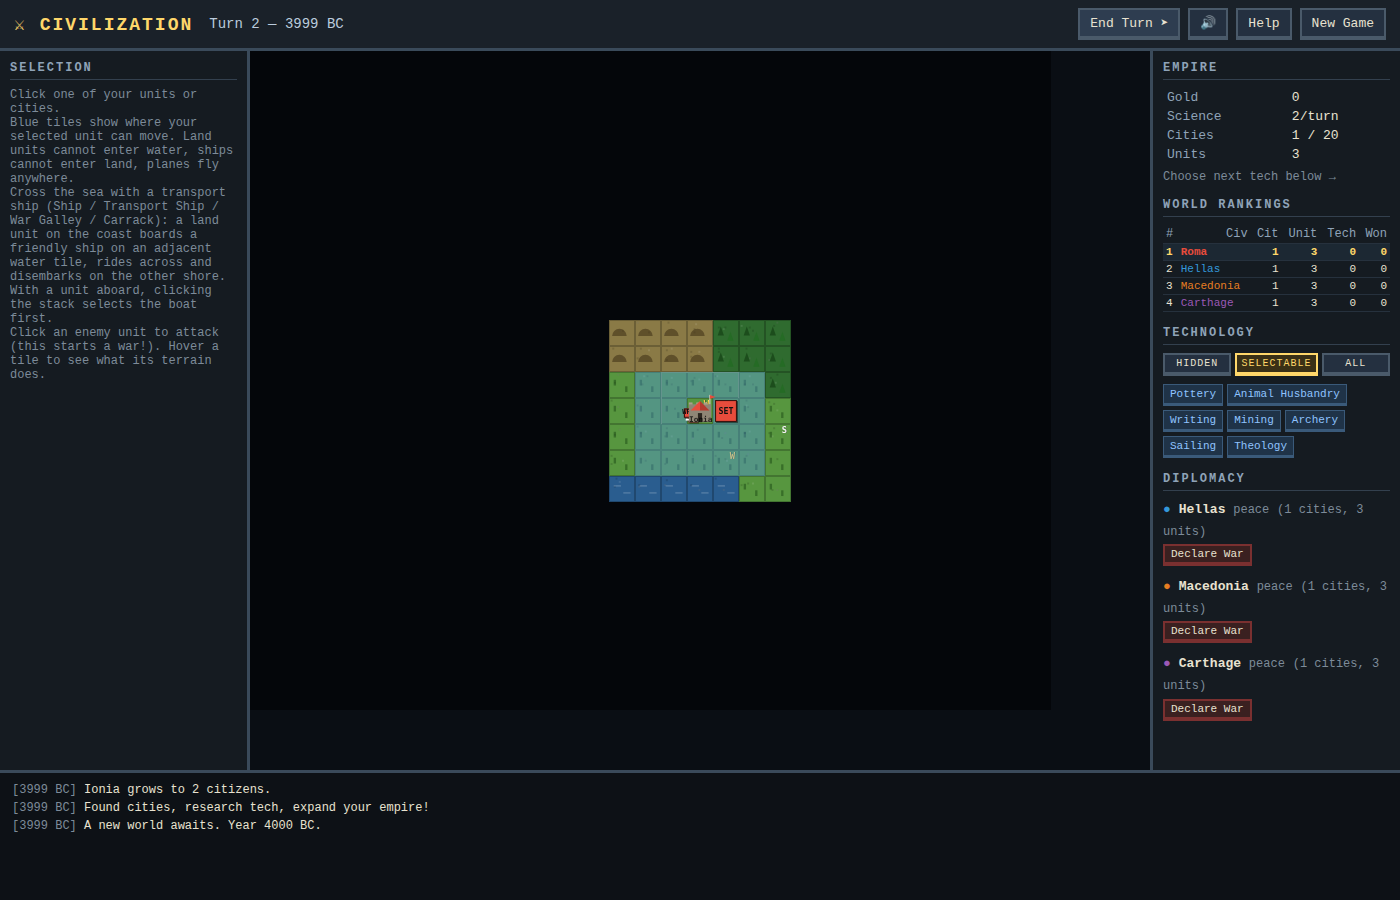 ⚔ CIVILIZATION Turn 2 — 3999 BC End Turn ➤ 🔊 Help New Game
SELECTION
Click one of your units or
cities.
Blue tiles show where your
selected unit can move. Land
units cannot enter water, ships
cannot enter land, planes fly
anywhere.
Cross the sea with a transport
ship (Ship / Transport Ship /
War Galley / Carrack): a land
unit on the coast boards a
friendly ship on an adjacent
water tile, rides across and
disembarks on the other shore.
With a unit aboard, clicking
the stack selects the boat
first.
Click an enemy unit to attack
(this starts a war!). Hover a
tile to see what its terrain
does.
SET
S
W
EMPIRE
Gold 0
Science 2/turn
Cities 1 / 20
Units 3
Choose next tech below →
WORLD RANKINGS
# Civ Cit Unit Tech Won
1 Roma 1 3 0 0
2 Hellas 1 3 0 0
3 Macedonia 1 3 0 0
4 Carthage 1 3 0 0
TECHNOLOGY
HIDDEN SELECTABLE ALL
Pottery Animal Husbandry
Writing Mining Archery
Sailing Theology
DIPLOMACY
● Hellas peace (1 cities, 3
units)
Declare War
● Macedonia peace (1 cities, 3
units)
Declare War
● Carthage peace (1 cities, 3
units)
Declare War
[3999 BC] Ionia grows to 2 citizens.
[3999 BC] Found cities, research tech, expand your empire!
[3999 BC] A new world awaits. Year 4000 BC.